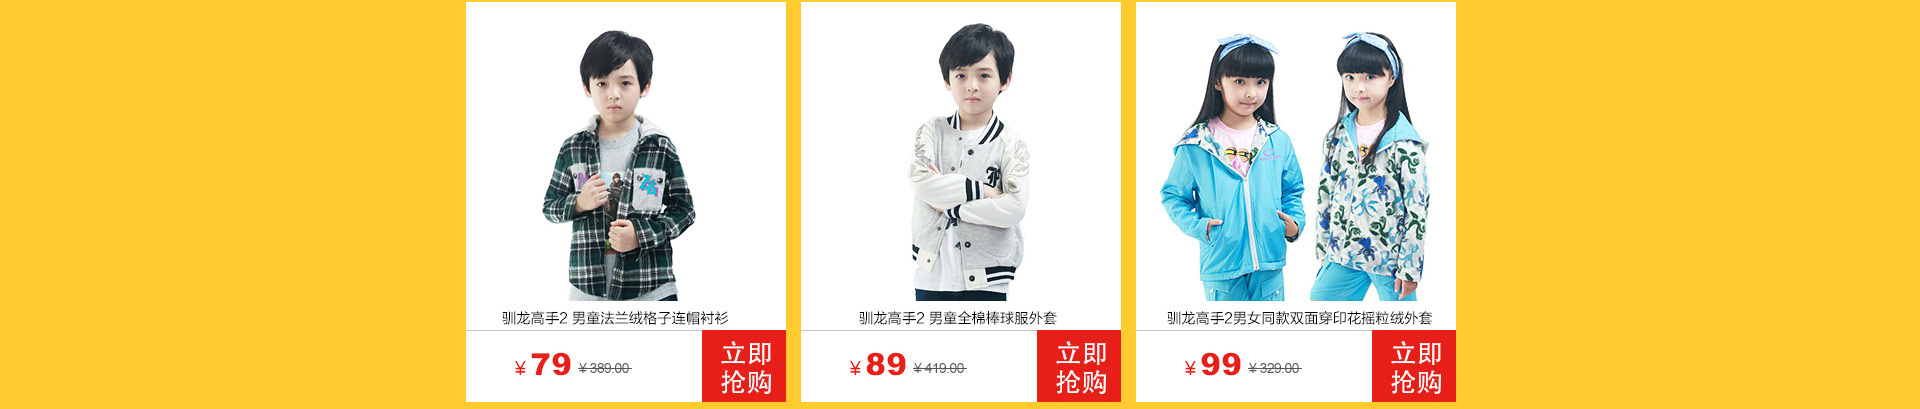 驯龙高手2 男童法兰绒格子连帽衬衫
¥79 ¥389.00
立即
抢购
驯龙高手2 男童全棉棒球服外套
¥89 ¥419.00
立即
抢购
驯龙高手2男女同款双面穿印花摇粒绒外套
¥99 ¥329.00
立即
抢购